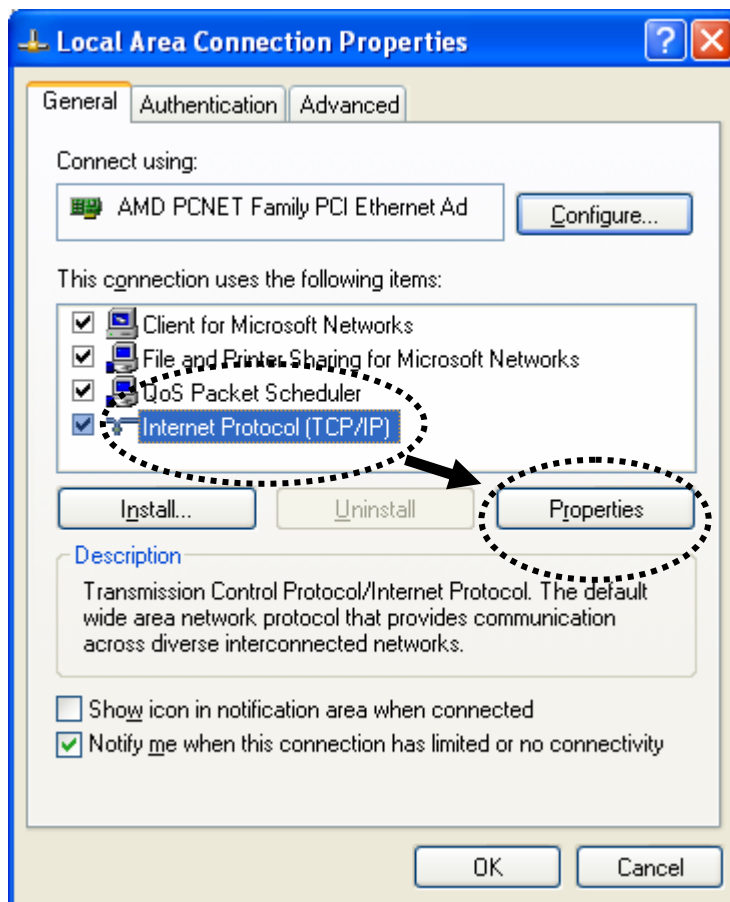 Local Area Connection Properties
General Authentication Advanced
Connect using:
AMD PCNET Family PCI Ethernet Ad
Configure...
This connection uses the following items:
Client for Microsoft Networks
File and Printer Sharing for Microsoft Networks
QoS Packet Scheduler
Internet Protocol (TCP/IP)
Install... Uninstall Properties
Description
Transmission Control Protocol/Internet Protocol. The default
wide area network protocol that provides communication
across diverse interconnected networks.
Show icon in notification area when connected
Notify me when this connection has limited or no connectivity
OK Cancel